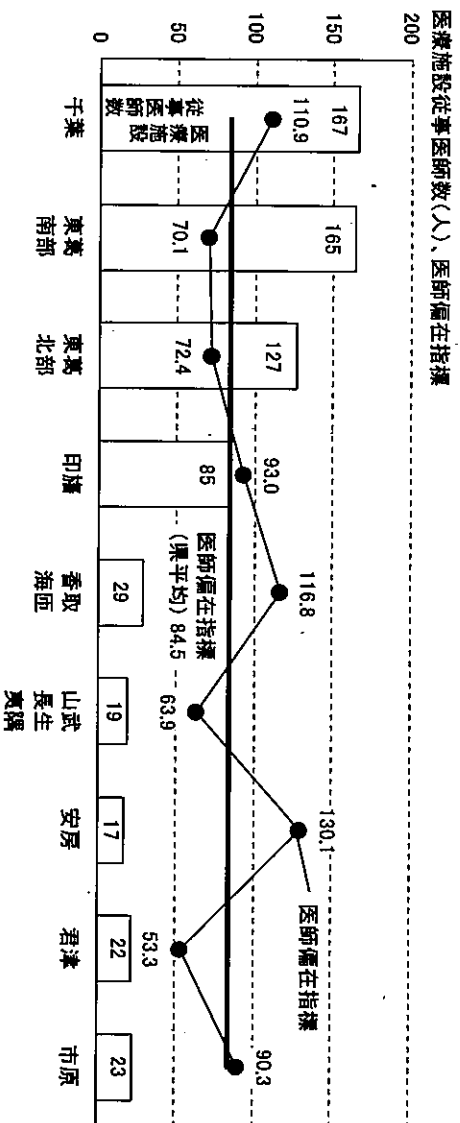 医療施設従事医師数(人)、医師偏在指標
200
150
100
50
0
167
165
127
85
29
19
17
22
23
110.9
70.1
72.4
93.0
116.8
63.9
130.1
53.3
90.3
医療施設
従事医師数
医師偏在指標
(県平均) 84.5
医師偏在指標
千葉
東葛
南部
東葛
北部
印旛
香取
海匝
山武
長生
夷隅
安房
君津
市原